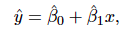 ŷ = β̂₀ + β̂₁x,